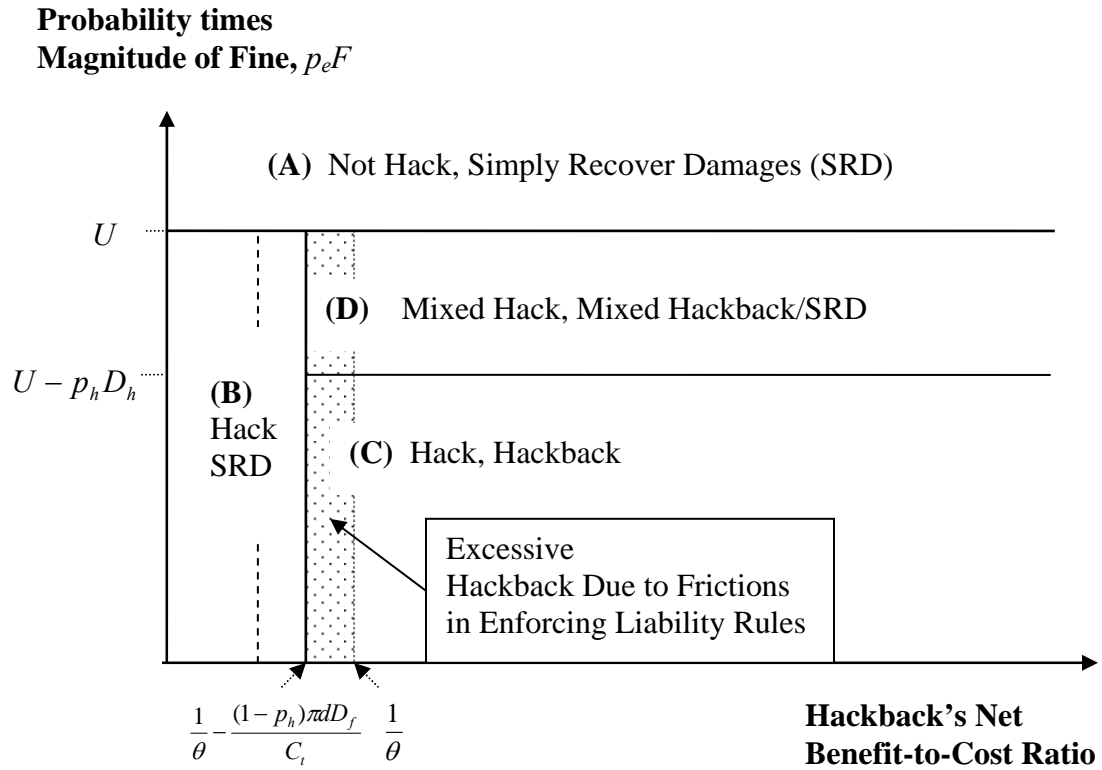 Probability times
Magnitude of Fine, p_eF
(A) Not Hack, Simply Recover Damages (SRD)
U
(D) Mixed Hack, Mixed Hackback/SRD
U − p_hD_h
(B)
Hack
SRD
(C) Hack, Hackback
Excessive
Hackback Due to Frictions
in Enforcing Liability Rules
1/θ − (1 − p_h)πdD_f/C_t
1/θ
Hackback's Net
Benefit-to-Cost Ratio